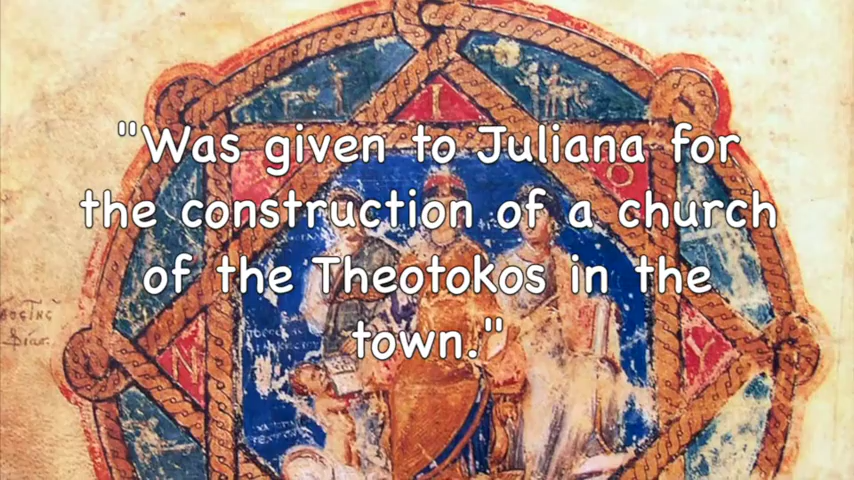 "Was given to Juliana for
the construction of a church
of the Theotokos in the
town."
I
O
N
Y